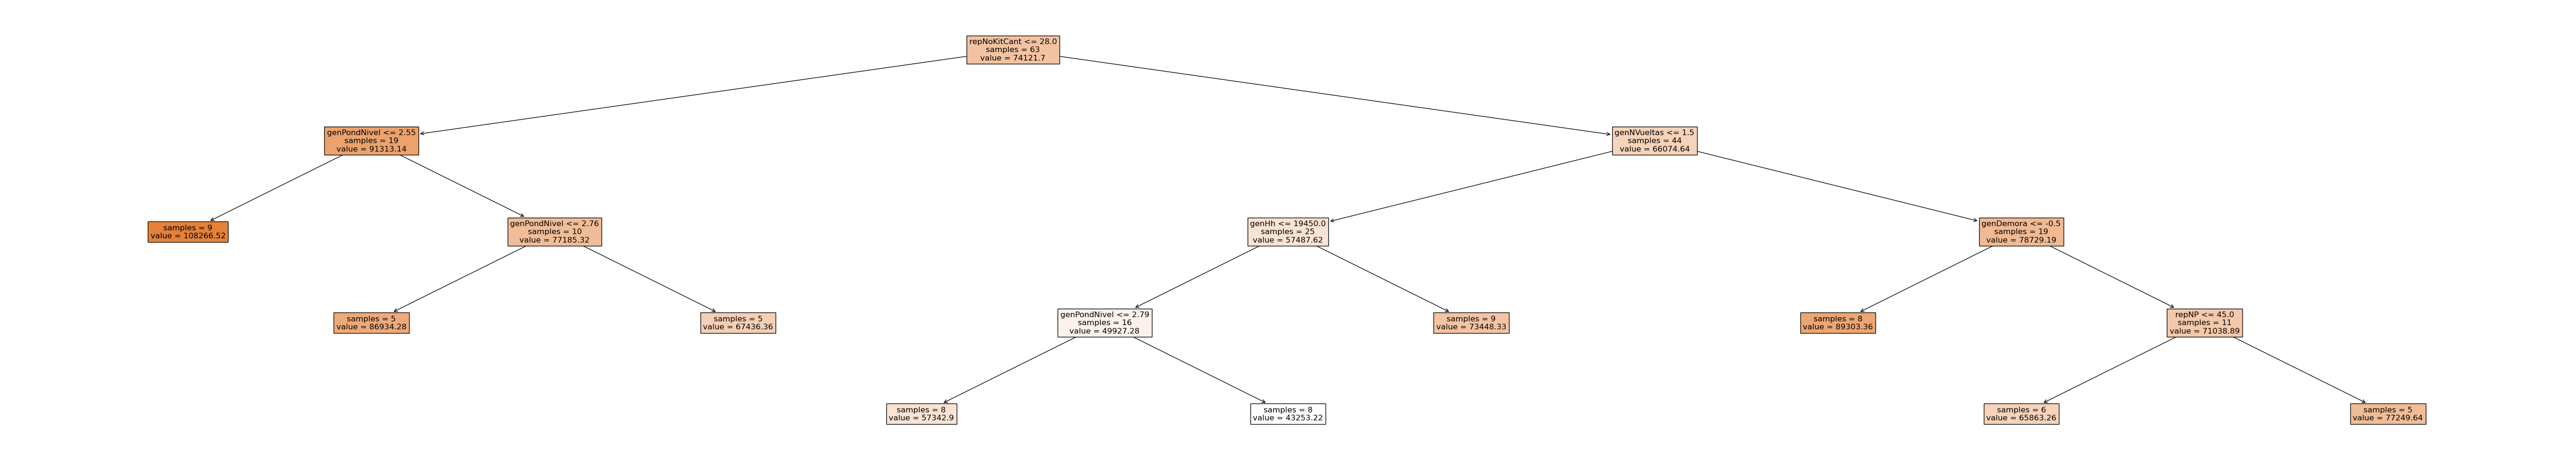 repNoKitCant <= 28.0
samples = 63
value = 74121.7
genPondNivel <= 2.55
samples = 19
value = 91313.14
genNVueltas <= 1.5
samples = 44
value = 66074.64
samples = 9
value = 108266.52
genPondNivel <= 2.76
samples = 10
value = 77185.32
genHh <= 19450.0
samples = 25
value = 57487.62
genDemora <= -0.5
samples = 19
value = 78729.19
samples = 5
value = 86934.28
samples = 5
value = 67436.36
genPondNivel <= 2.79
samples = 16
value = 49927.28
samples = 9
value = 73448.33
samples = 8
value = 89303.36
repNP <= 45.0
samples = 11
value = 71038.89
samples = 8
value = 57342.9
samples = 8
value = 43253.22
samples = 6
value = 65863.26
samples = 5
value = 77249.64